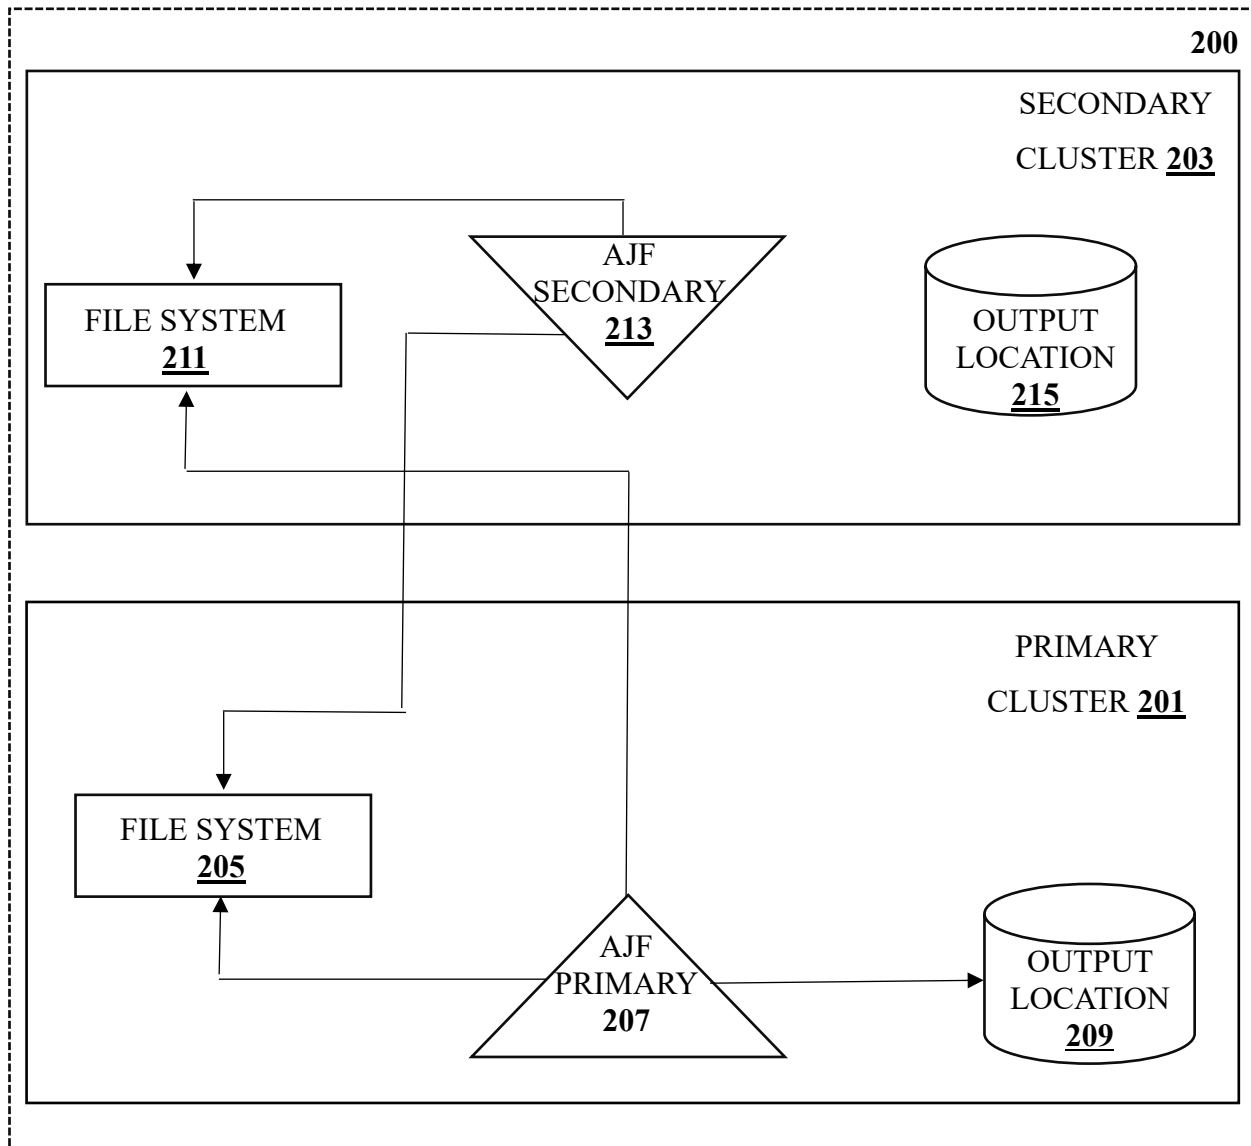 200
SECONDARY
CLUSTER 203
AJF
SECONDARY
213
FILE SYSTEM
211
OUTPUT
LOCATION
215
PRIMARY
CLUSTER 201
FILE SYSTEM
205
AJF
PRIMARY
207
OUTPUT
LOCATION
209